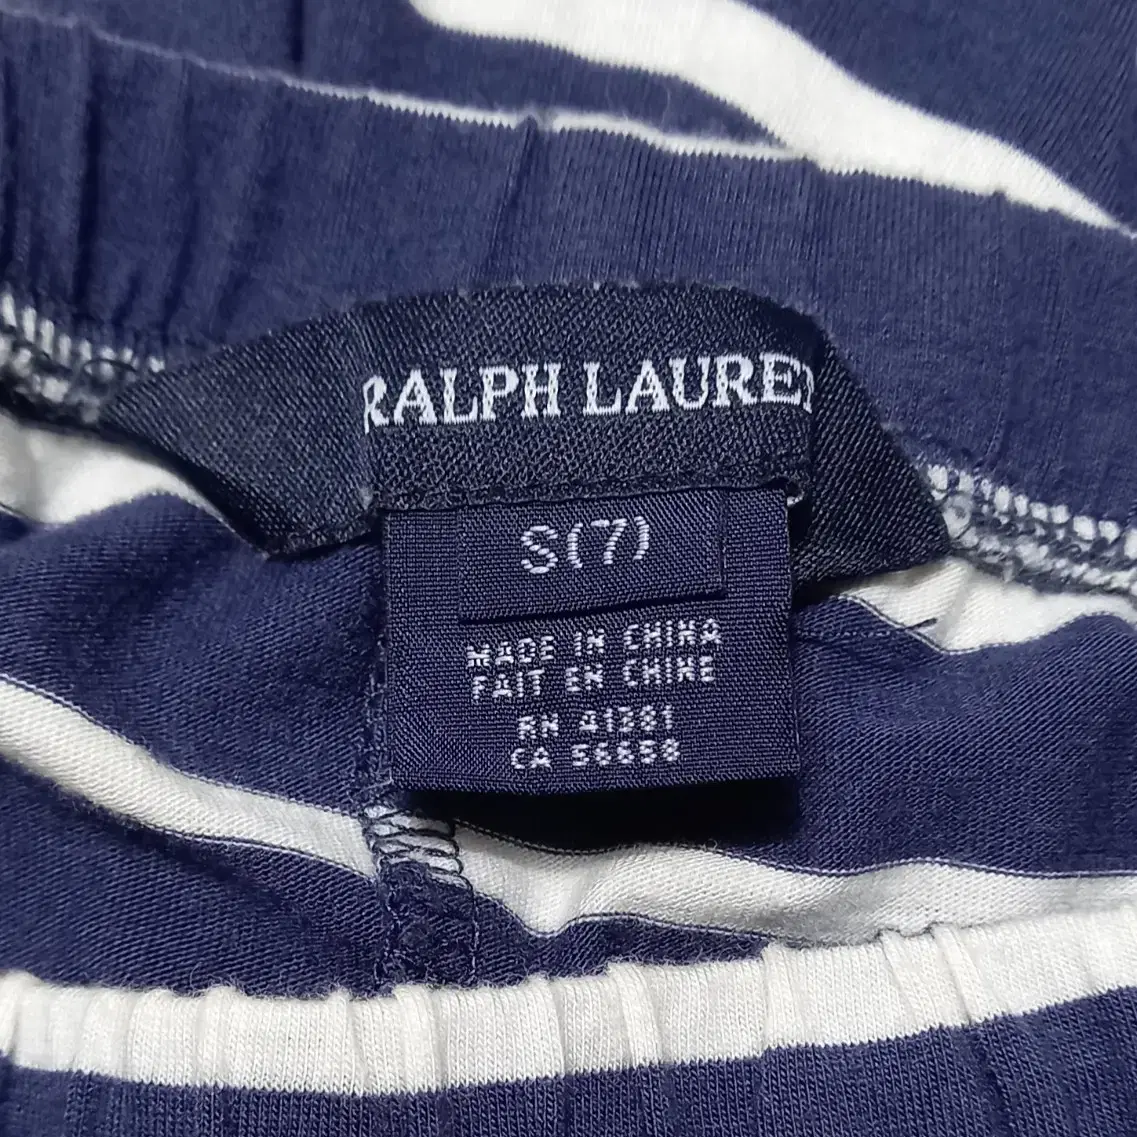 RALPH LAUREN
S(7)
MADE IN CHINA
FAIT EN CHINE
RN 41381
CA 56658